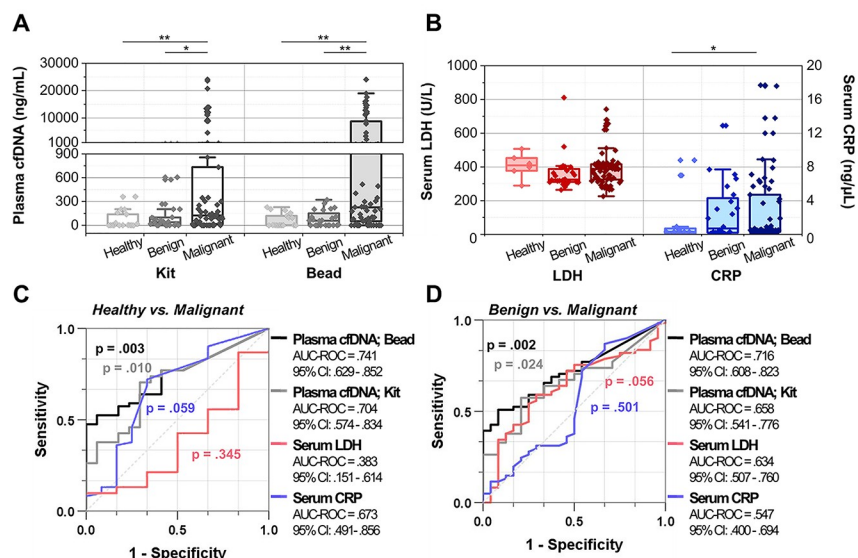 A
**
*
**
**
Plasma cfDNA (ng/mL)
30000
20000
10000
1000
900
600
300
0
Healthy
Benign
Malignant
Healthy
Benign
Malignant
Kit
Bead
B
*
Serum LDH (U/L)
1000
800
600
400
200
0
20
16
12
8
4
0
Serum CRP (ng/μL)
Healthy
Benign
Malignant
Healthy
Benign
Malignant
LDH
CRP
C
Healthy vs. Malignant
Sensitivity
1.0
0.5
0.0
p = .003
p = .010
p = .059
p = .345
0.0
0.5
1.0
1 - Specificity
Plasma cfDNA; Bead
AUC-ROC = .741
95% CI: .629-.852
Plasma cfDNA; Kit
AUC-ROC = .704
95% CI: .574-.834
Serum LDH
AUC-ROC = .383
95% CI: .151-.614
Serum CRP
AUC-ROC = .673
95% CI: .491-.856
D
Benign vs. Malignant
Sensitivity
1.0
0.5
0.0
p = .002
p = .024
p = .056
p = .501
0.0
0.5
1.0
1 - Specificity
Plasma cfDNA; Bead
AUC-ROC = .716
95% CI: .608-.823
Plasma cfDNA; Kit
AUC-ROC = .658
95% CI: .541-.776
Serum LDH
AUC-ROC = .634
95% CI: .507-.760
Serum CRP
AUC-ROC = .547
95% CI: .400-.694